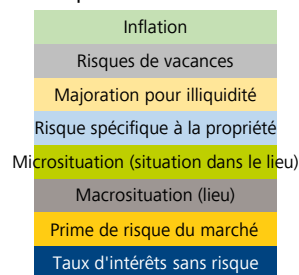 Inflation
Risques de vacances
Majoration pour illiquidité
Risque spécifique à la propriété
Microsituation (situation dans le lieu)
Macrosituation (lieu)
Prime de risque du marché
Taux d'intérêts sans risque